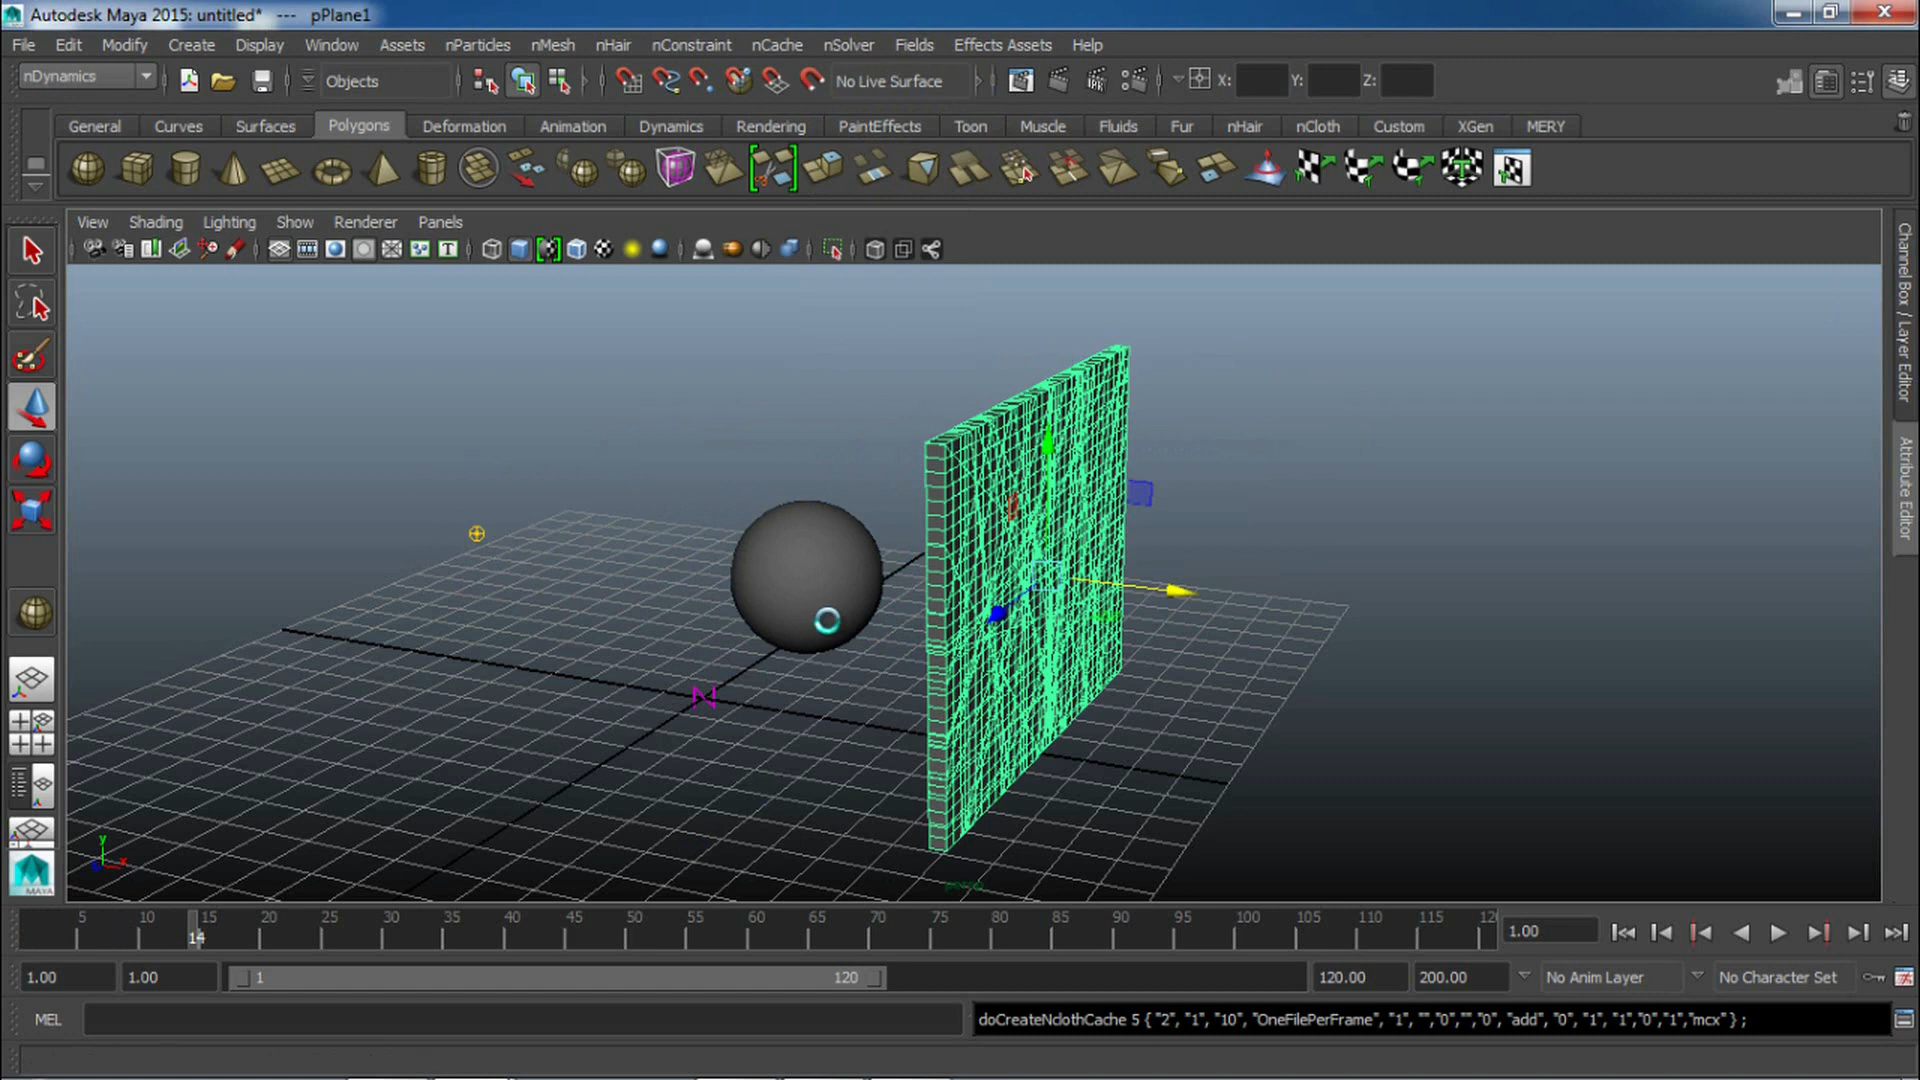 Autodesk Maya 2015: untitled* --- pPlane1
File Edit Modify Create Display Window Assets nParticles nMesh nHair nConstraint nCache nSolver Fields Effects Assets Help
nDynamics Objects No Live Surface X: Y: Z:
General Curves Surfaces Polygons Deformation Animation Dynamics Rendering PaintEffects Toon Muscle Fluids Fur nHair nCloth Custom XGen MERY
View Shading Lighting Show Renderer Panels
Channel Box / Layer Editor
Attribute Editor
y
x
persp
MAYA
5 10 15 20 25 30 35 40 45 50 55 60 65 70 75 80 85 90 95 100 105 110 115 12
14
1.00
1.00 1.00 1 120 120.00 200.00 No Anim Layer No Character Set
MEL doCreateNclothCache 5 { "2", "1", "10", "OneFilePerFrame", "1", "","0","","0", "add", "0", "1", "1","0","1","mcx" } ;